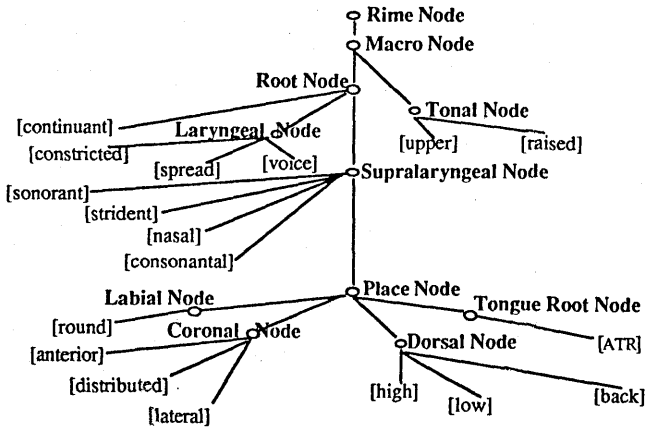 Rime Node
Macro Node
Root Node
Tonal Node
[continuant]
Laryngeal Node
[upper]
[raised]
[constricted]
[spread]
[voice]
Supralaryngeal Node
[sonorant]
[strident]
[nasal]
[consonantal]
Place Node
Labial Node
Tongue Root Node
[round]
Coronal Node
Dorsal Node
[ATR]
[anterior]
[distributed]
[high]
[low]
[back]
[lateral]